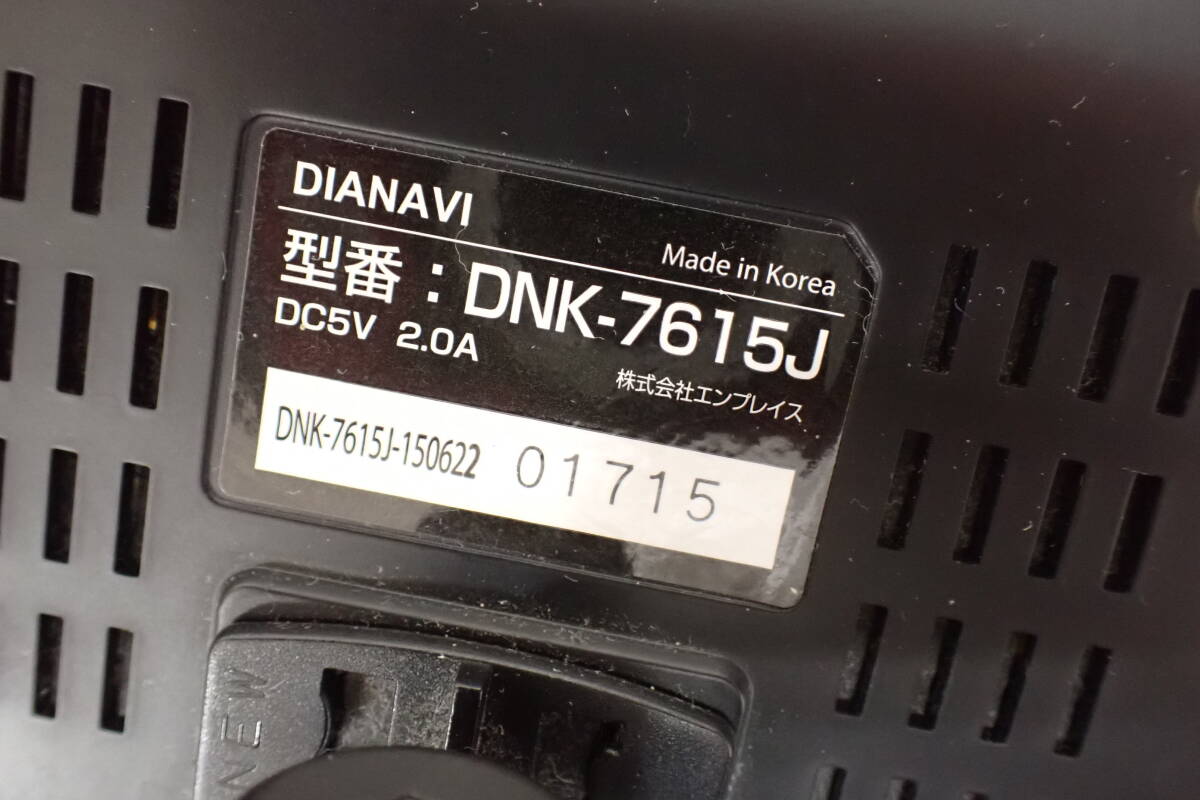 DIANAVI
Made in Korea
型番：DNK-7615J
DC5V 2.0A
株式会社エンプレイス
DNK-7615J-150622 01715